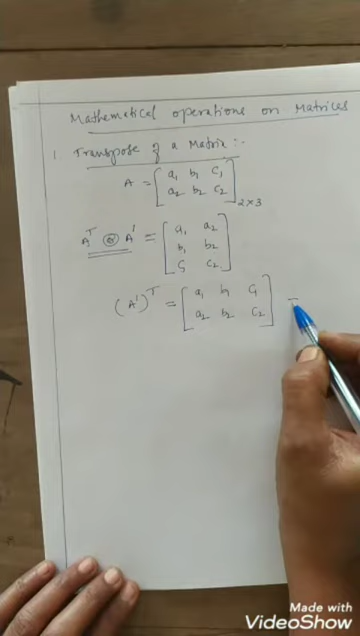 Mathematical operations on Matrices
1. Transpose of a Matrix :-
A = [ a₁ b₁ c₁
a₂ b₂ c₂ ] 2×3
Aᵀ or A' = [ a₁ a₂
b₁ b₂
c₁ c₂ ]
(A')ᵀ = [ a₁ b₁ c₁
a₂ b₂ c₂ ]
Made with
VideoShow